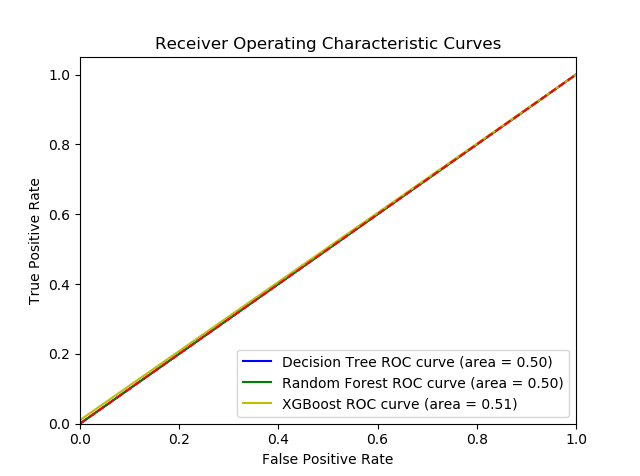 Receiver Operating Characteristic Curves
True Positive Rate
1.0
0.8
0.6
0.4
0.2
0.0
Decision Tree ROC curve (area = 0.50)
Random Forest ROC curve (area = 0.50)
XGBoost ROC curve (area = 0.51)
0.0 0.2 0.4 0.6 0.8 1.0
False Positive Rate